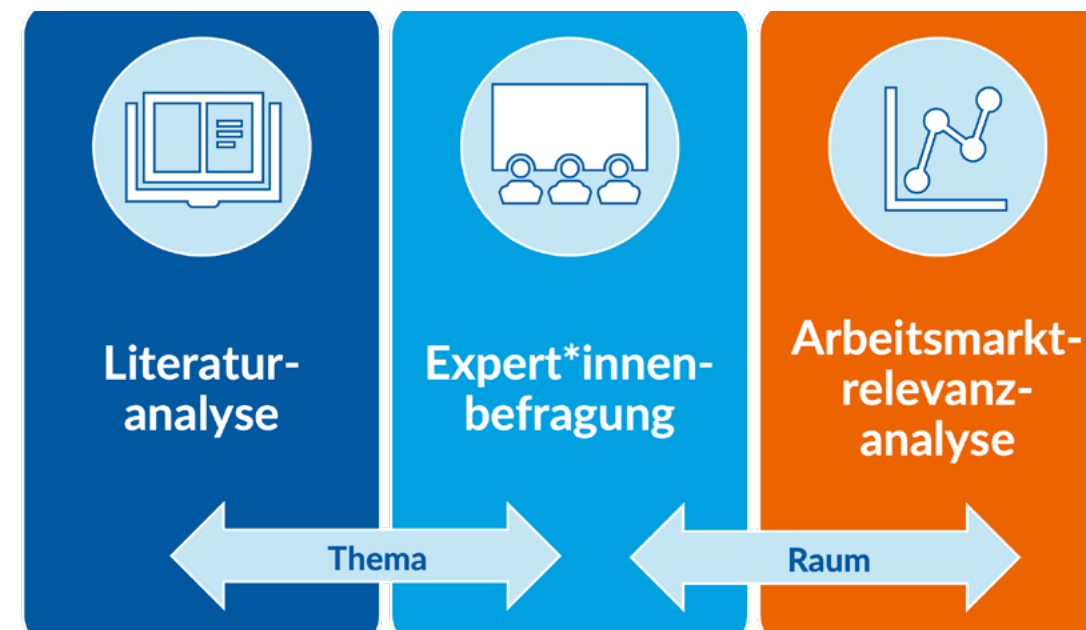 Literatur-
analyse
Expert*innen-
befragung
Arbeitsmarkt-
relevanz-
analyse
Thema
Raum